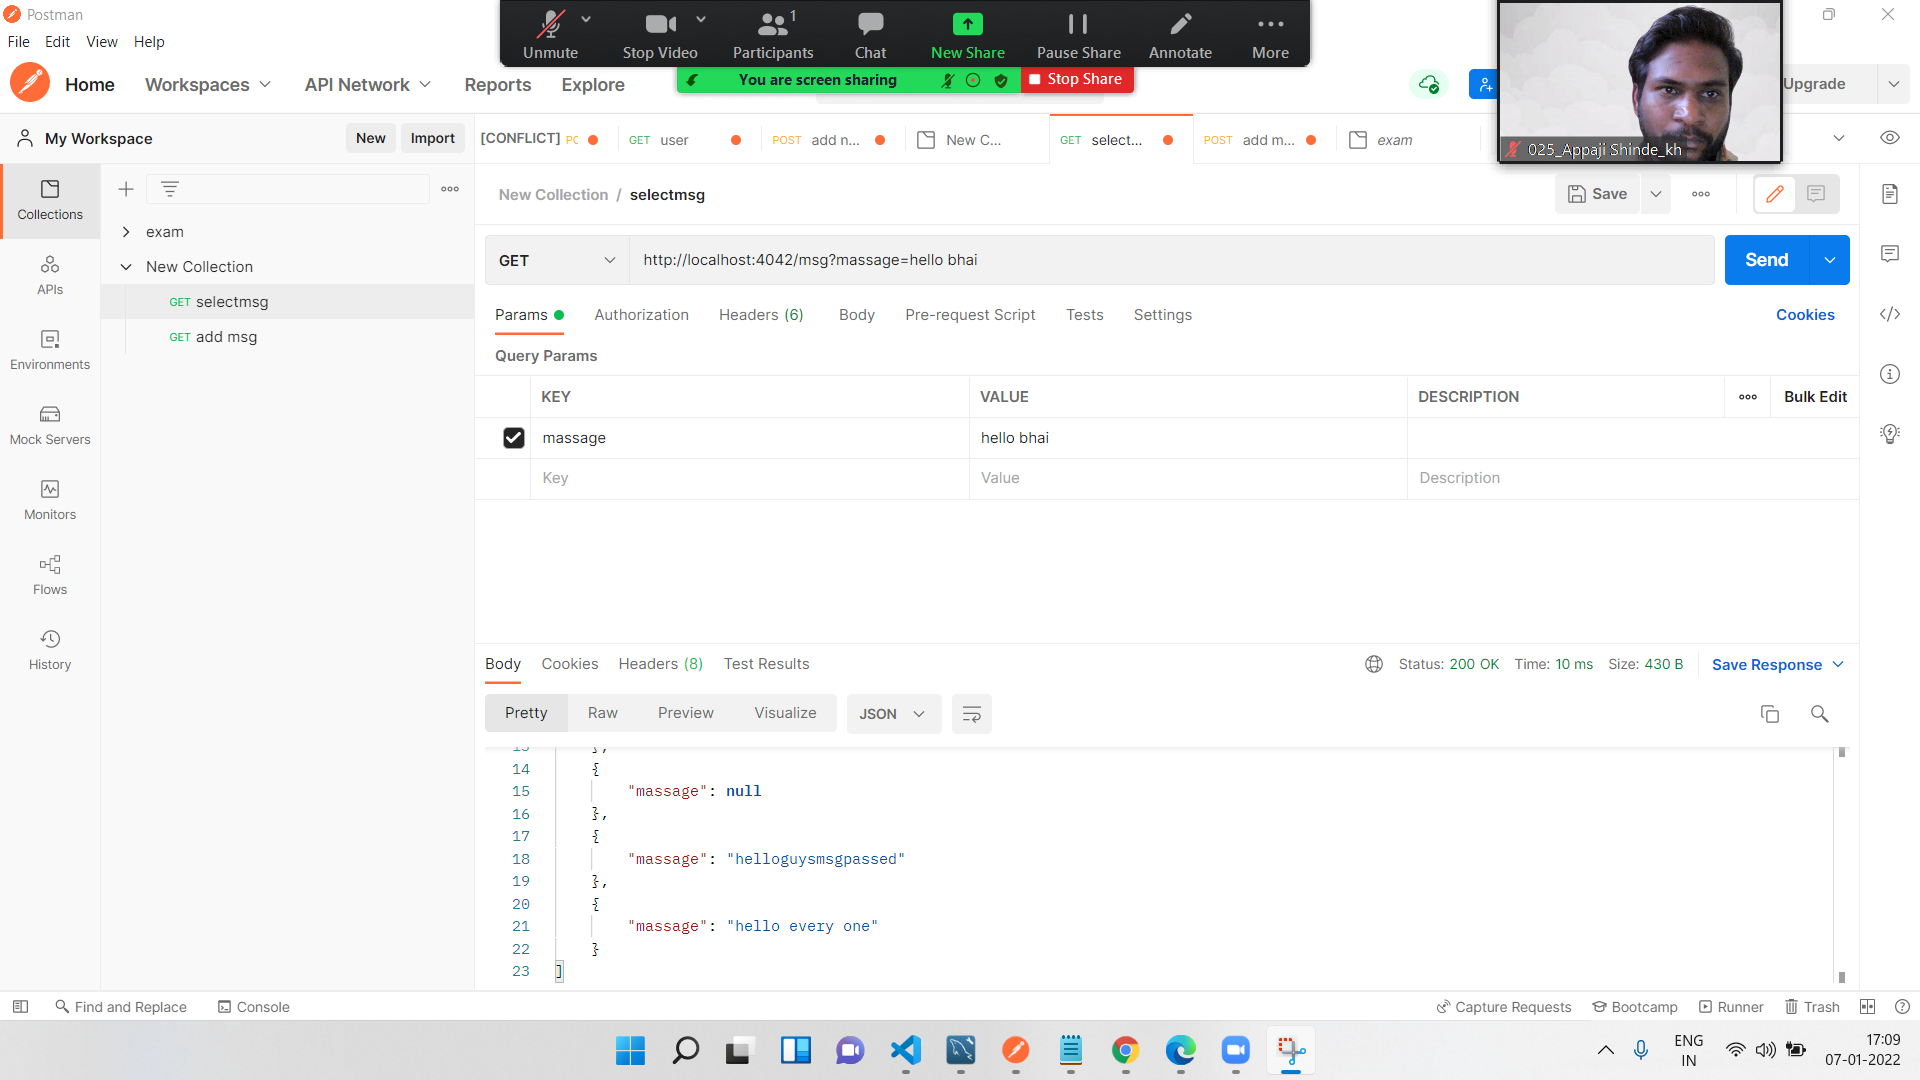 Postman
File Edit View Help
Unmute Stop Video Participants 1 Chat New Share Pause Share Annotate More
You are screen sharing Stop Share
Home Workspaces API Network Reports Explore Upgrade
025_Appaji Shinde_kh
My Workspace New Import
[CONFLICT] PC GET user POST add n... New C... GET select... POST add m... exam
New Collection / selectmsg Save
Collections
APIs
Environments
Mock Servers
Monitors
Flows
History
exam
New Collection
GET selectmsg
GET add msg
GET http://localhost:4042/msg?massage=hello bhai Send
Params Authorization Headers (6) Body Pre-request Script Tests Settings Cookies
Query Params
KEY VALUE DESCRIPTION Bulk Edit
massage hello bhai
Key Value Description
Body Cookies Headers (8) Test Results Status: 200 OK Time: 10 ms Size: 430 B Save Response
Pretty Raw Preview Visualize JSON
13 },
14 {
15 "massage": null
16 },
17 {
18 "massage": "helloguysmsgpassed"
19 },
20 {
21 "massage": "hello every one"
22 }
23 ]
Find and Replace Console Capture Requests Bootcamp Runner Trash
ENG
IN
17:09
07-01-2022